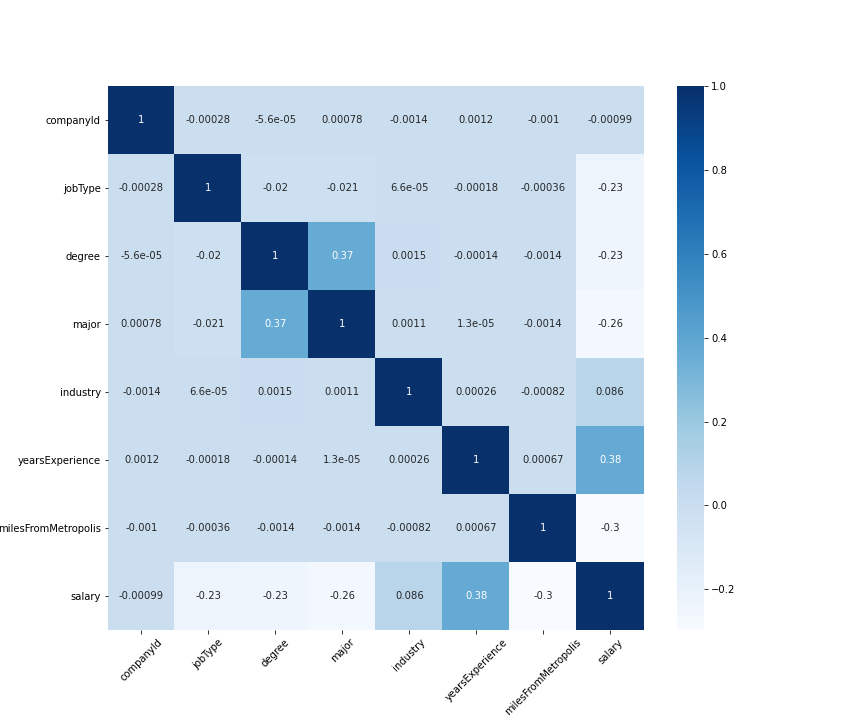 companyId 1 -0.00028 -5.6e-05 0.00078 -0.0014 0.0012 -0.001 -0.00099
jobType -0.00028 1 -0.02 -0.021 6.6e-05 -0.00018 -0.00036 -0.23
degree -5.6e-05 -0.02 1 0.37 0.0015 -0.00014 -0.0014 -0.23
major 0.00078 -0.021 0.37 1 0.0011 1.3e-05 -0.0014 -0.26
industry -0.0014 6.6e-05 0.0015 0.0011 1 0.00026 -0.00082 0.086
yearsExperience 0.0012 -0.00018 -0.00014 1.3e-05 0.00026 1 0.00067 0.38
milesFromMetropolis -0.001 -0.00036 -0.0014 -0.0014 -0.00082 0.00067 1 -0.3
salary -0.00099 -0.23 -0.23 -0.26 0.086 0.38 -0.3 1
companyId jobType degree major industry yearsExperience milesFromMetropolis salary
1.0
0.8
0.6
0.4
0.2
0.0
−0.2